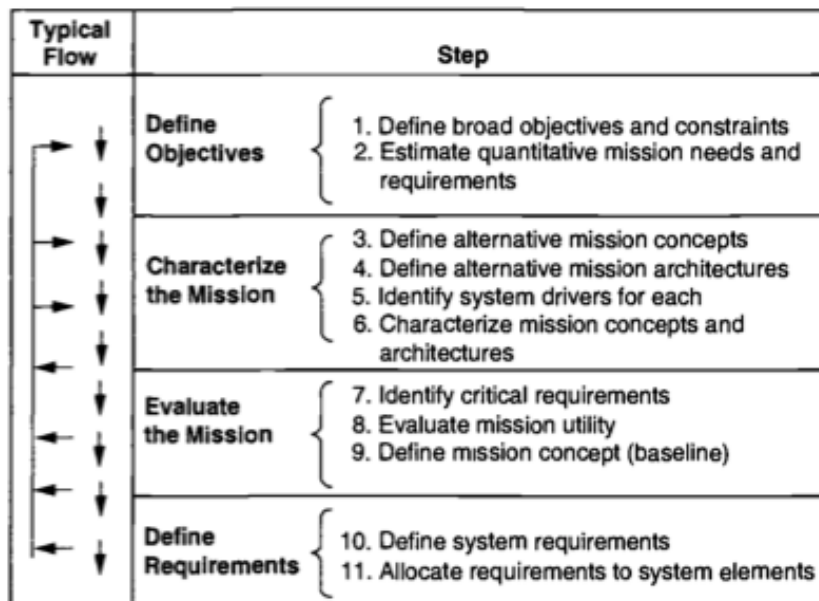 Typical
Flow
Step
Define
Objectives
1. Define broad objectives and constraints
2. Estimate quantitative mission needs and
requirements
Characterize
the Mission
3. Define alternative mission concepts
4. Define alternative mission architectures
5. Identify system drivers for each
6. Characterize mission concepts and
architectures
Evaluate
the Mission
7. Identify critical requirements
8. Evaluate mission utility
9. Define mission concept (baseline)
Define
Requirements
10. Define system requirements
11. Allocate requirements to system elements